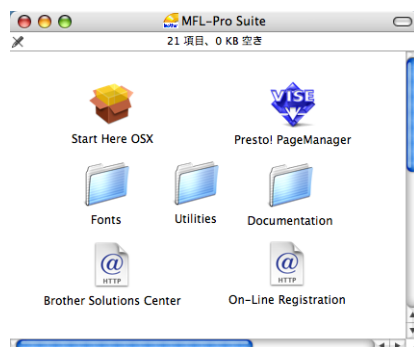 MFL-Pro Suite
21 項目、0 KB 空き
VISE
Start Here OSX
Presto! PageManager
Fonts
Utilities
Documentation
@
HTTP
@
HTTP
Brother Solutions Center
On-Line Registration